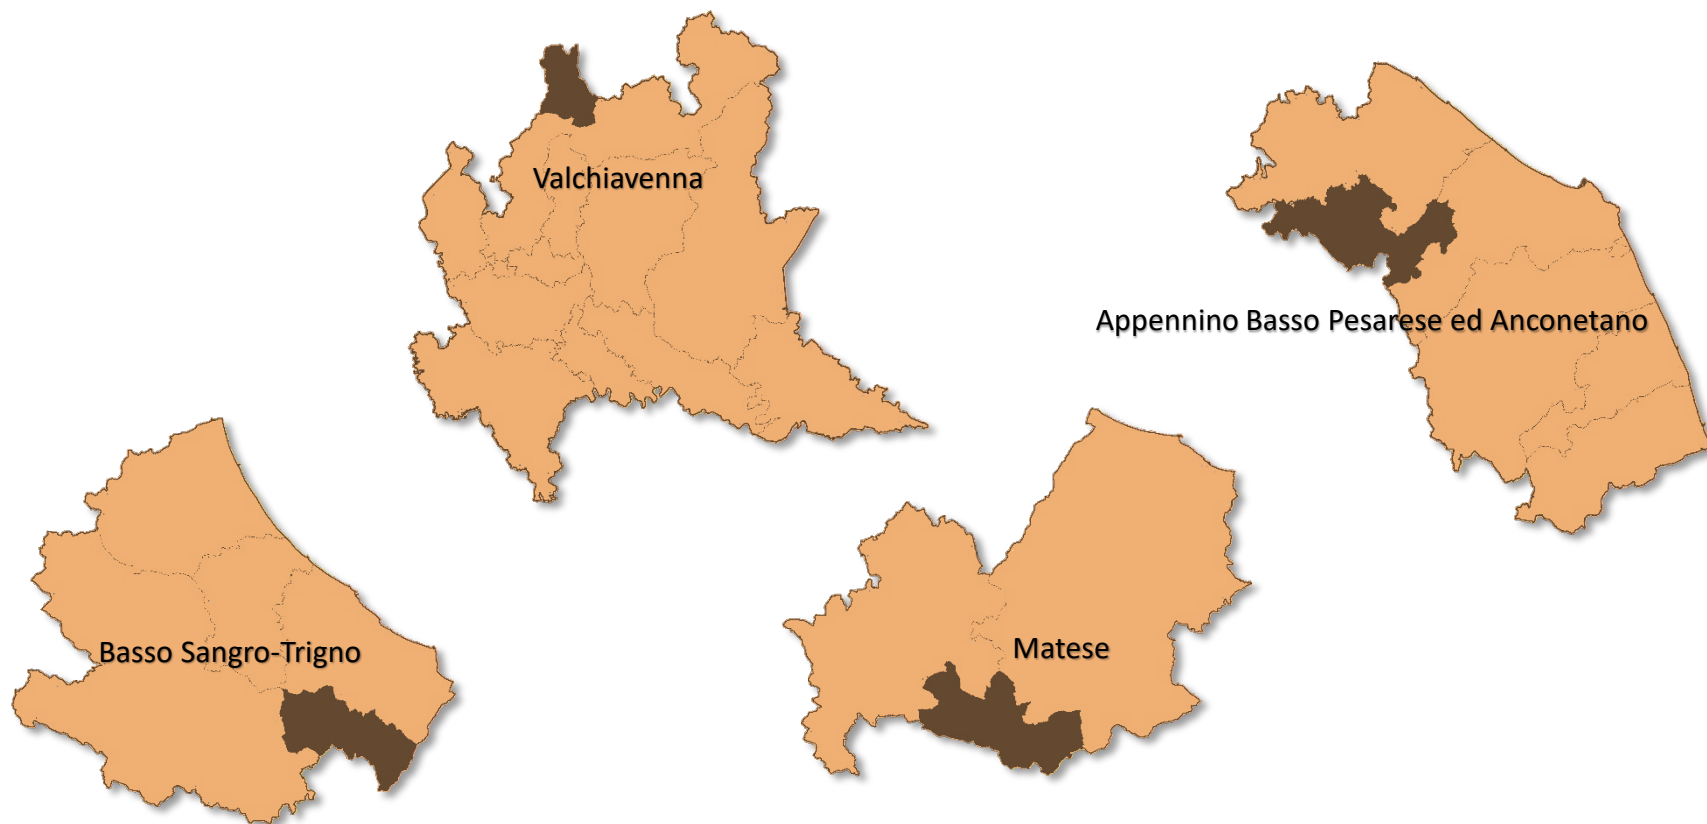 Valchiavenna
Appennino Basso Pesarese ed Anconetano
Basso Sangro-Trigno
Matese